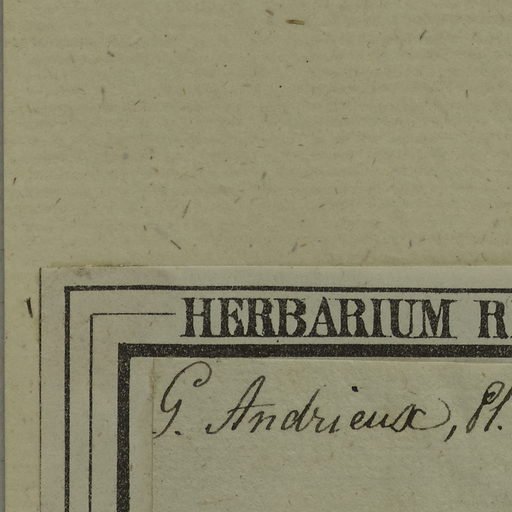 HERBARIUM R
G. Andrieux, Pl.